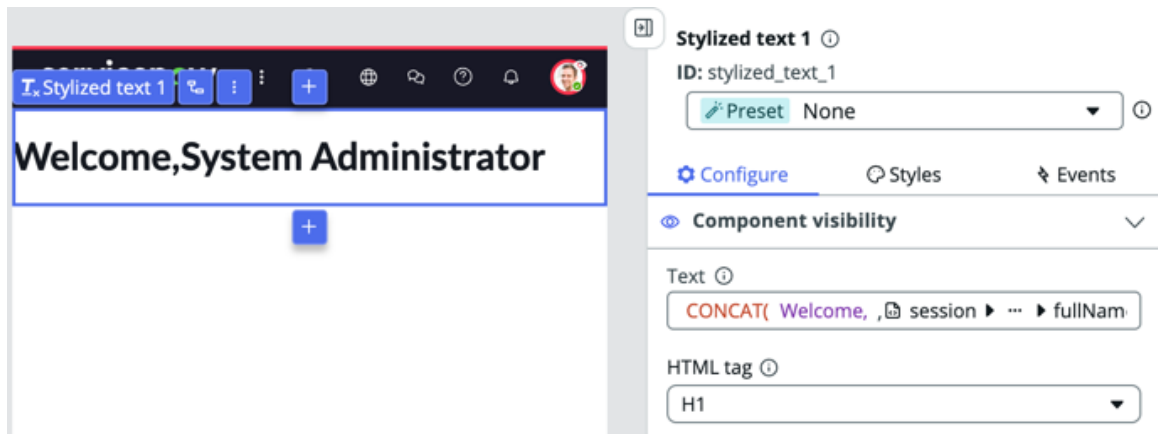 Stylized text 1
ID: stylized_text_1
Preset None
Tx Stylized text 1
Welcome,System Administrator
Configure
Styles
Events
Component visibility
Text
CONCAT( Welcome, , session ▶ ··· ▶ fullNam
HTML tag
H1